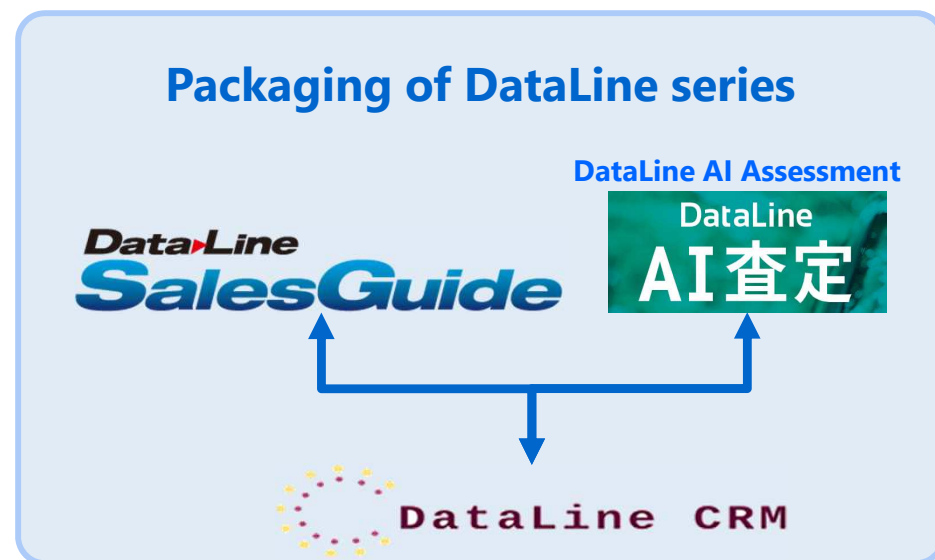 Packaging of DataLine series
DataLine AI Assessment
DataLine
AI査定
Data Line
SalesGuide
DataLine CRM